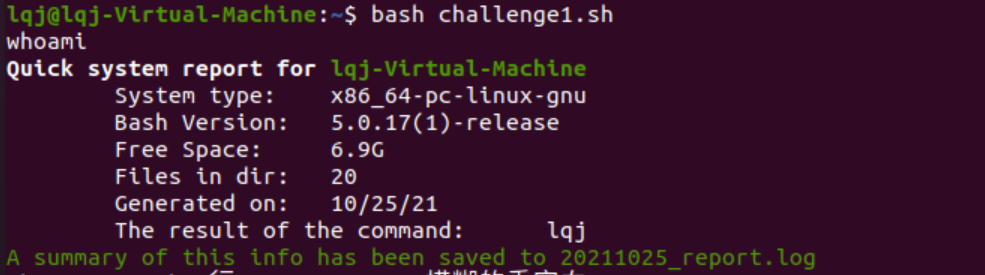 lqj@lqj-Virtual-Machine:~$ bash challenge1.sh
whoami
Quick system report for lqj-Virtual-Machine
System type: x86_64-pc-linux-gnu
Bash Version: 5.0.17(1)-release
Free Space: 6.9G
Files in dir: 20
Generated on: 10/25/21
The result of the command: lqj
A summary of this info has been saved to 20211025_report.log